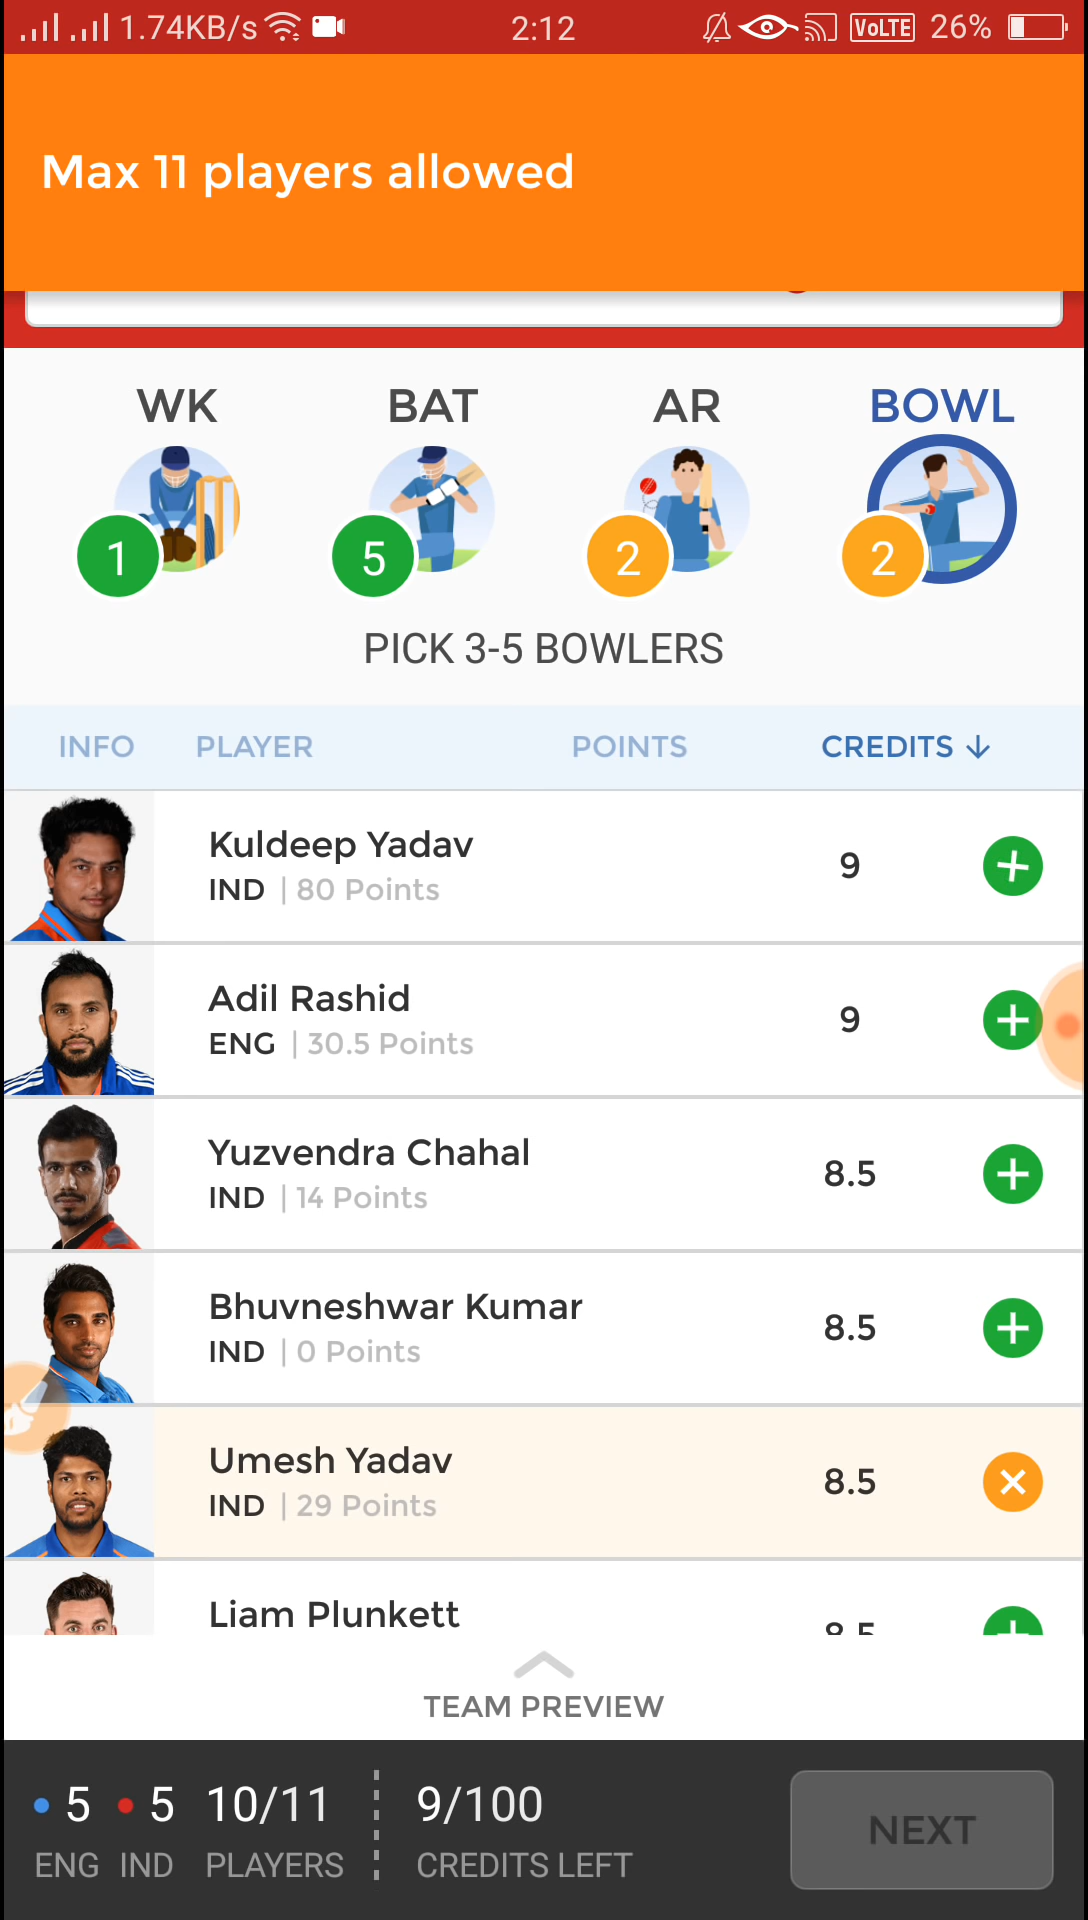 1.74KB/s 2:12 VoLTE 26%
Max 11 players allowed
WK BAT AR BOWL
1 5 2 2
PICK 3-5 BOWLERS
INFO PLAYER POINTS CREDITS ↓
Kuldeep Yadav
IND | 80 Points
9
Adil Rashid
ENG | 30.5 Points
9
Yuzvendra Chahal
IND | 14 Points
8.5
Bhuvneshwar Kumar
IND | 0 Points
8.5
Umesh Yadav
IND | 29 Points
8.5
Liam Plunkett
8.5
TEAM PREVIEW
5 5 10/11 9/100
ENG IND PLAYERS CREDITS LEFT
NEXT